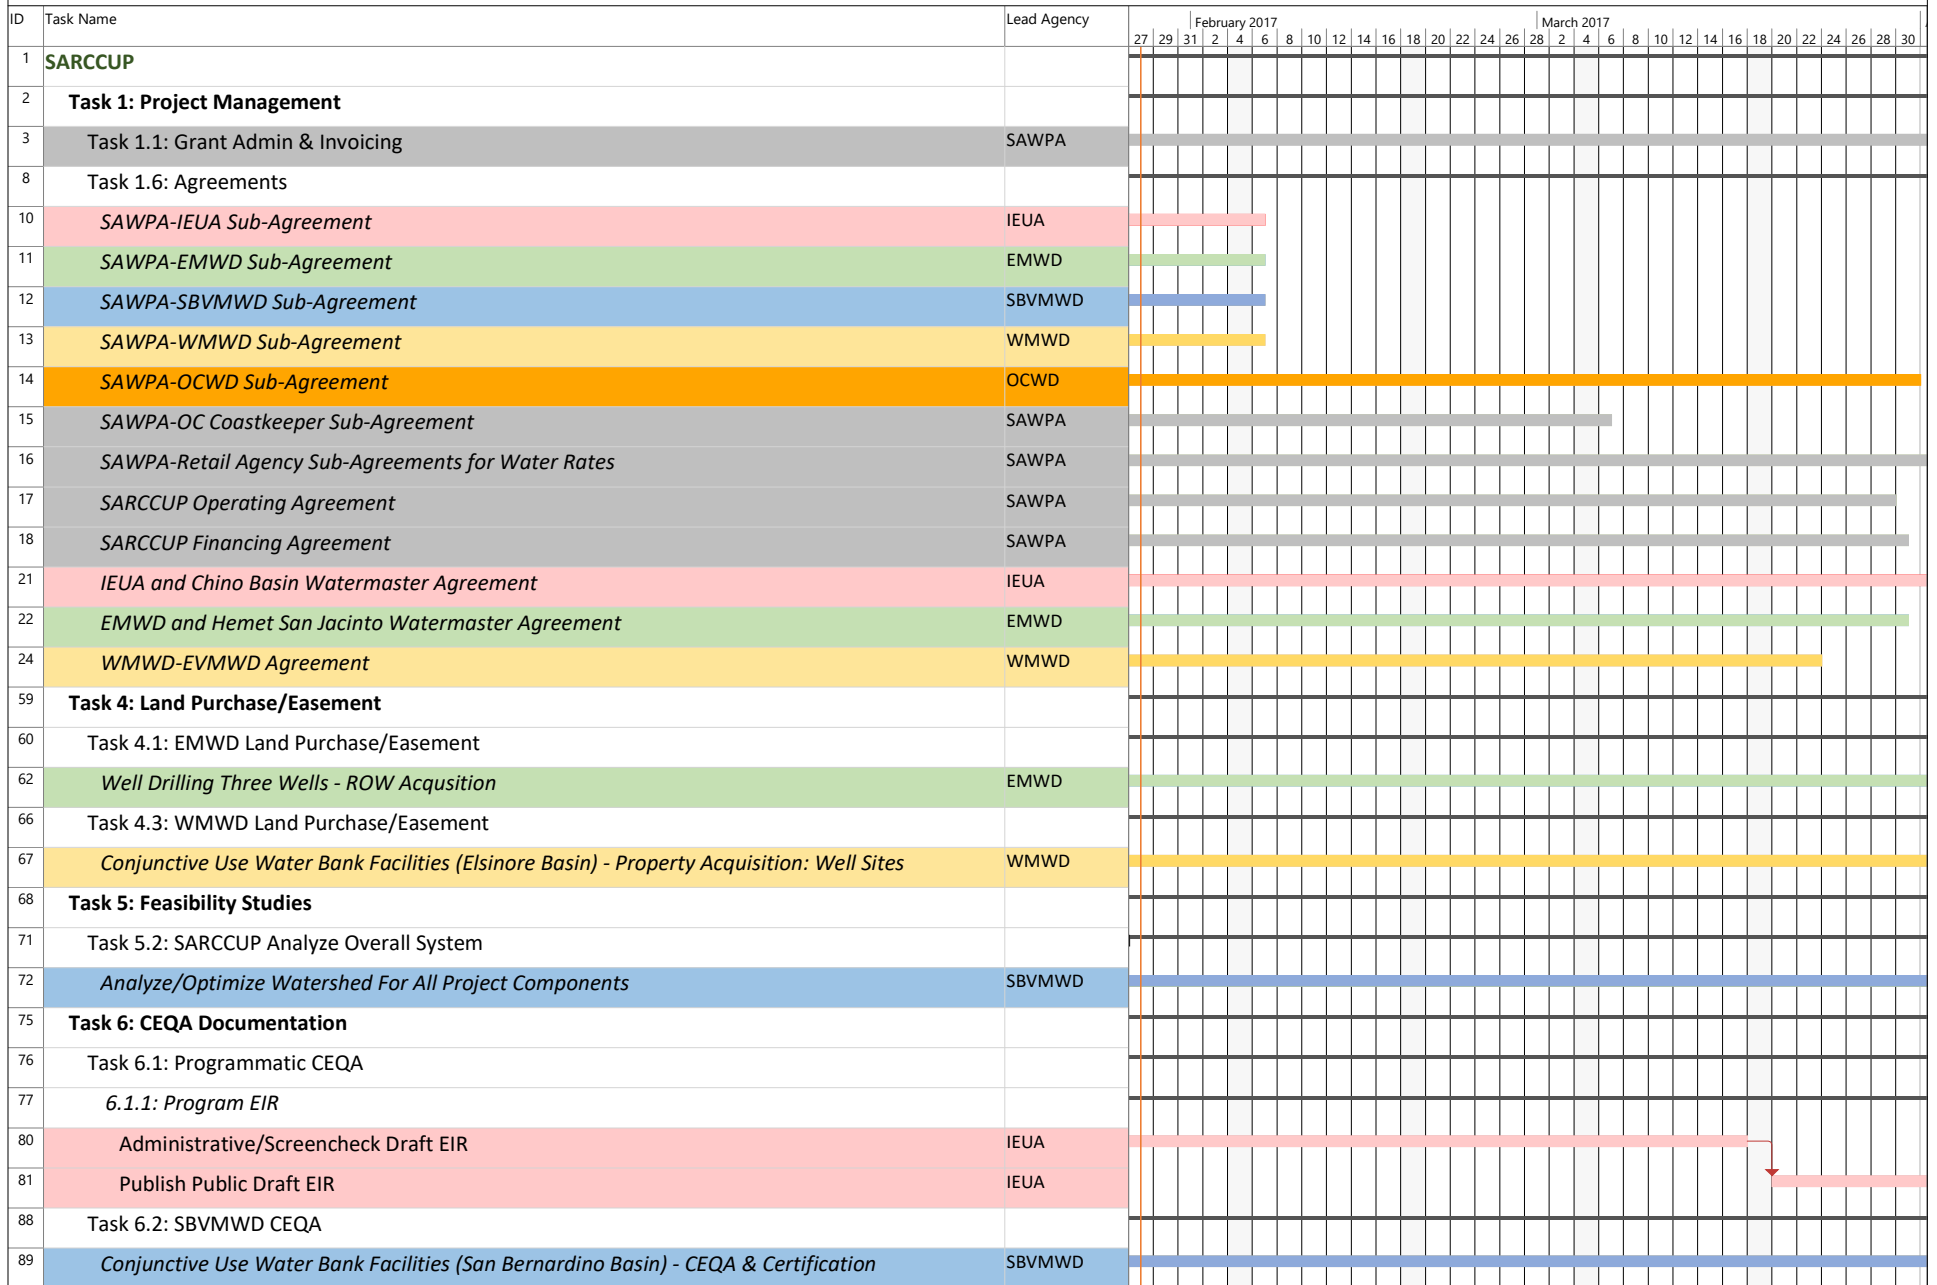 ID Task Name Lead Agency February 2017 March 2017
27 29 31 2 4 6 8 10 12 14 16 18 20 22 24 26 28 2 4 6 8 10 12 14 16 18 20 22 24 26 28 30
1 SARCCUP
2 Task 1: Project Management
3 Task 1.1: Grant Admin & Invoicing SAWPA
8 Task 1.6: Agreements
10 SAWPA-IEUA Sub-Agreement IEUA
11 SAWPA-EMWD Sub-Agreement EMWD
12 SAWPA-SBVMWD Sub-Agreement SBVMWD
13 SAWPA-WMWD Sub-Agreement WMWD
14 SAWPA-OCWD Sub-Agreement OCWD
15 SAWPA-OC Coastkeeper Sub-Agreement SAWPA
16 SAWPA-Retail Agency Sub-Agreements for Water Rates SAWPA
17 SARCCUP Operating Agreement SAWPA
18 SARCCUP Financing Agreement SAWPA
21 IEUA and Chino Basin Watermaster Agreement IEUA
22 EMWD and Hemet San Jacinto Watermaster Agreement EMWD
24 WMWD-EVMWD Agreement WMWD
59 Task 4: Land Purchase/Easement
60 Task 4.1: EMWD Land Purchase/Easement
62 Well Drilling Three Wells - ROW Acqusition EMWD
66 Task 4.3: WMWD Land Purchase/Easement
67 Conjunctive Use Water Bank Facilities (Elsinore Basin) - Property Acquisition: Well Sites WMWD
68 Task 5: Feasibility Studies
71 Task 5.2: SARCCUP Analyze Overall System
72 Analyze/Optimize Watershed For All Project Components SBVMWD
75 Task 6: CEQA Documentation
76 Task 6.1: Programmatic CEQA
77 6.1.1: Program EIR
80 Administrative/Screencheck Draft EIR IEUA
81 Publish Public Draft EIR IEUA
88 Task 6.2: SBVMWD CEQA
89 Conjunctive Use Water Bank Facilities (San Bernardino Basin) - CEQA & Certification SBVMWD